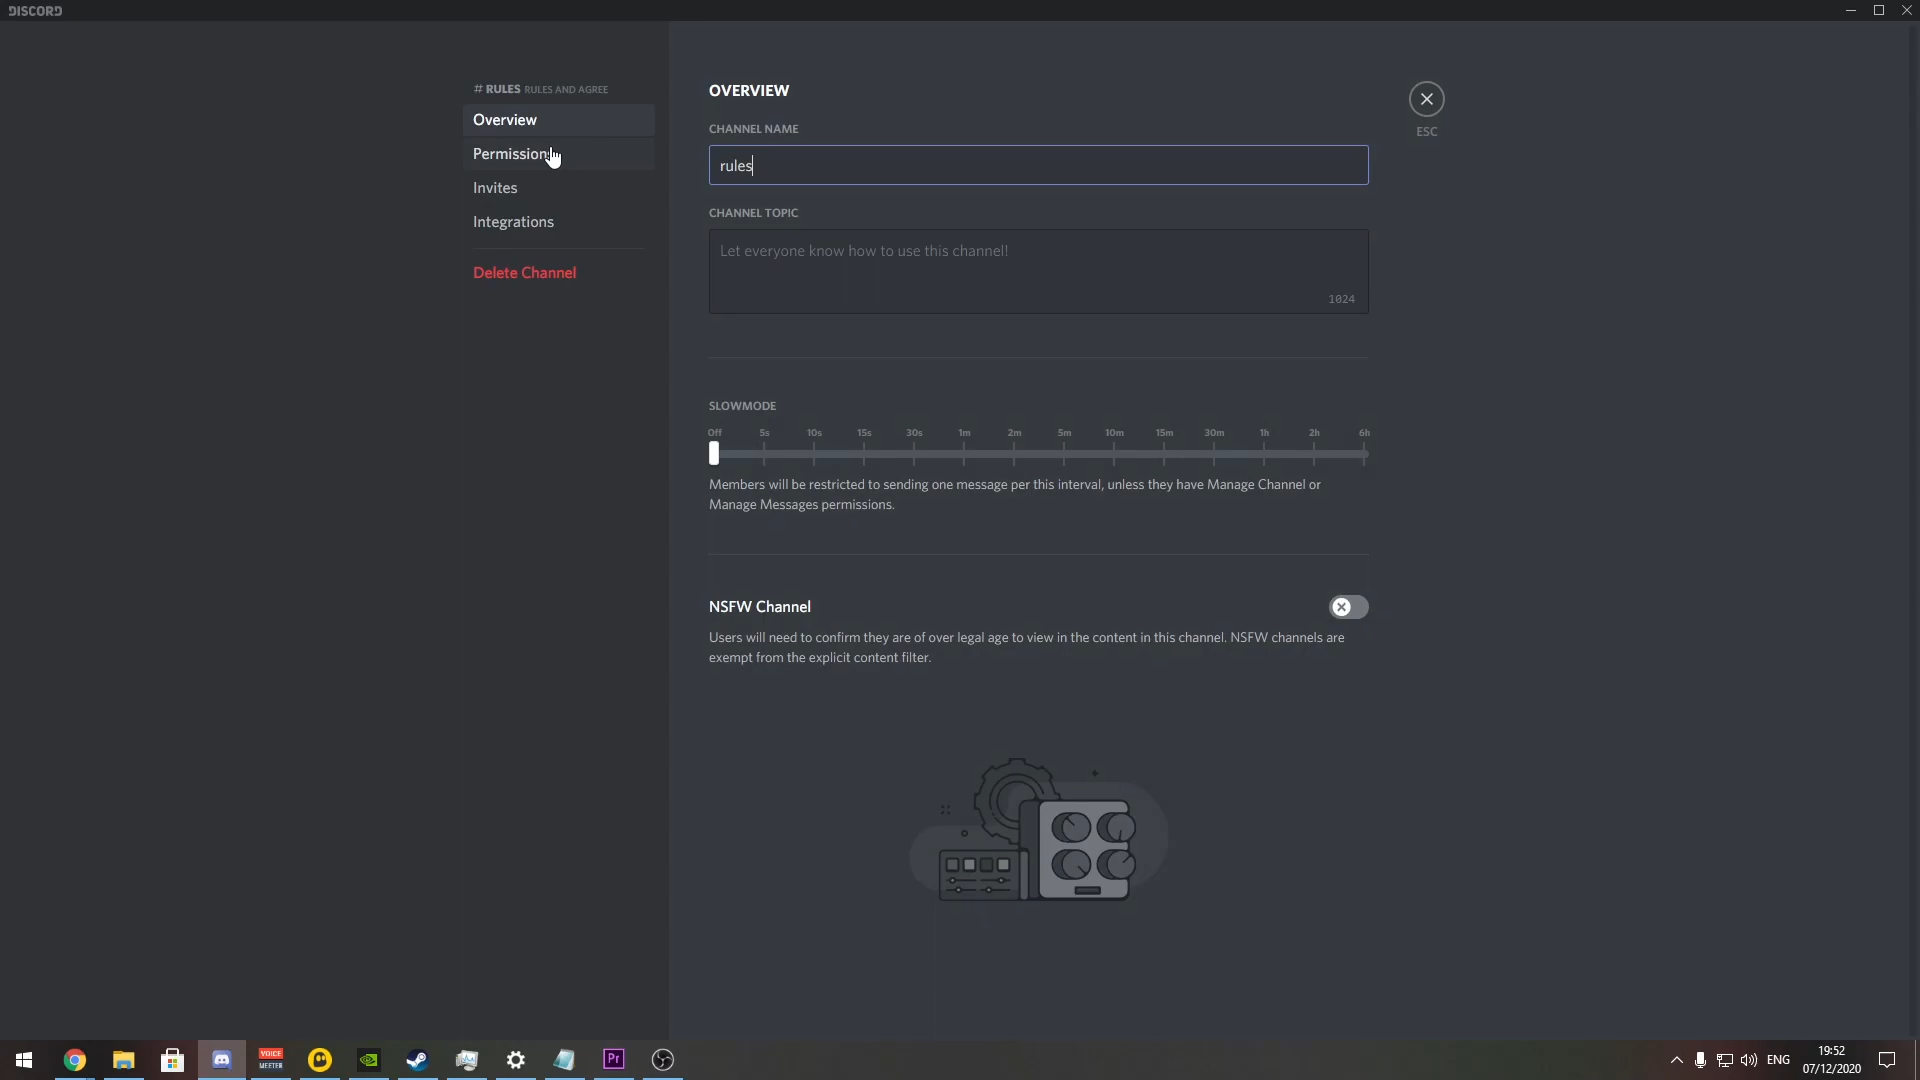 DISCORD
# RULES RULES AND AGREE
Overview
Permissions
Invites
Integrations
Delete Channel
OVERVIEW
CHANNEL NAME
rules
CHANNEL TOPIC
Let everyone know how to use this channel!
1024
ESC
SLOWMODE
Off 5s 10s 15s 30s 1m 2m 5m 10m 15m 30m 1h 2h 6h
Members will be restricted to sending one message per this interval, unless they have Manage Channel or
Manage Messages permissions.
NSFW Channel
Users will need to confirm they are of over legal age to view in the content in this channel. NSFW channels are
exempt from the explicit content filter.
VOICE
MEETER
Pr
ENG
19:52
07/12/2020